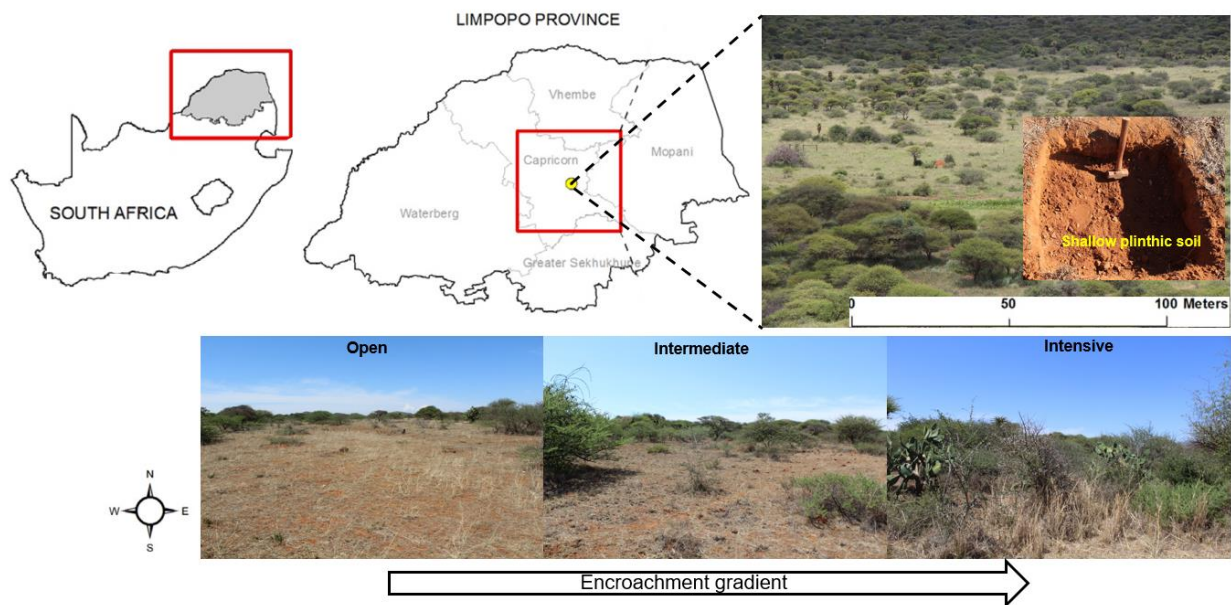 LIMPOPO PROVINCE
SOUTH AFRICA
Vhembe
Capricorn
Mopani
Waterberg
Greater Sekhukhune
Shallow plinthic soil
0 50 100 Meters
Open
Intermediate
Intensive
N
W E
S
Encroachment gradient